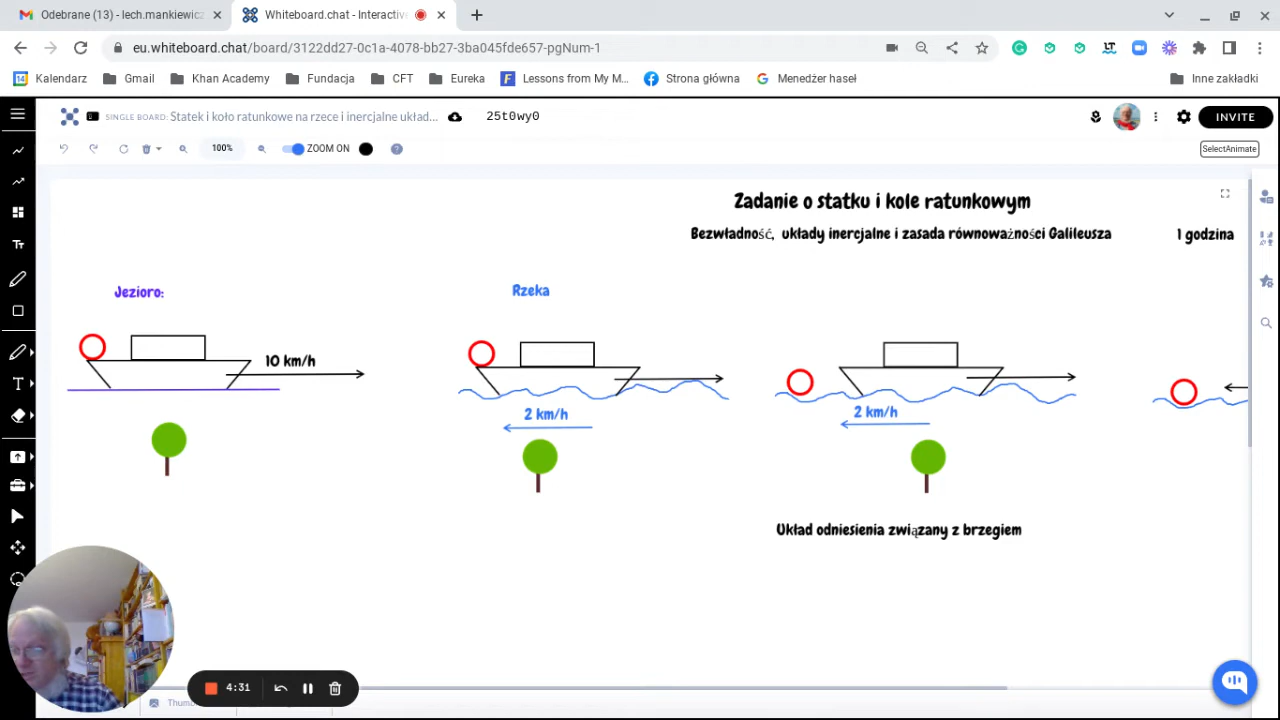 Odebrane (13) - lech.mankiewicz
Whiteboard.chat - Interactive
eu.whiteboard.chat/board/3122dd27-0c1a-4078-bb27-3ba045fde657-pgNum-1
Kalendarz
Gmail
Khan Academy
Fundacja
CFT
Eureka
Lessons from My M...
Strona główna
Menedżer haseł
Inne zakładki
SINGLE BOARD: Statek i koło ratunkowe na rzece i inercjalne układ...
25t0wy0
INVITE
100%
ZOOM ON
SelectAnimate
Zadanie o statku i kole ratunkowym
Bezwładność, układy inercjalne i zasada równoważności Galileusza
1 godzina
Jezioro:
Rzeka
10 km/h
2 km/h
2 km/h
Układ odniesienia związany z brzegiem
4:31
Thumb